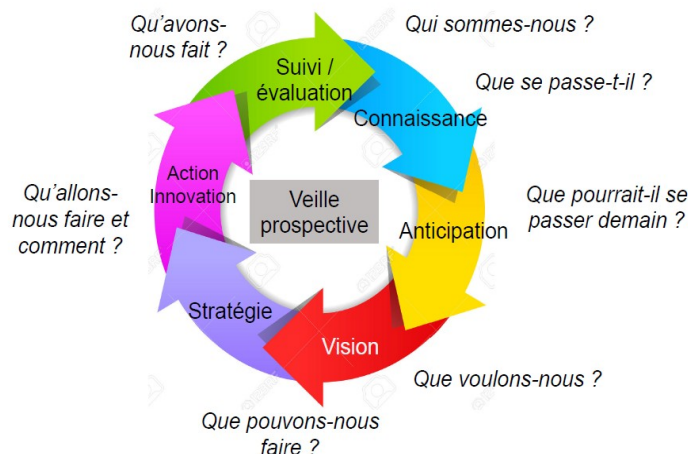 Qu'avons-
nous fait ?
Qui sommes-nous ?
Suivi /
évaluation
Que se passe-t-il ?
Connaissance
Action
Innovation
Qu'allons-
nous faire et
comment ?
Veille
prospective
Que pourrait-il se
passer demain ?
Anticipation
Stratégie
Vision
Que voulons-nous ?
Que pouvons-nous
faire ?